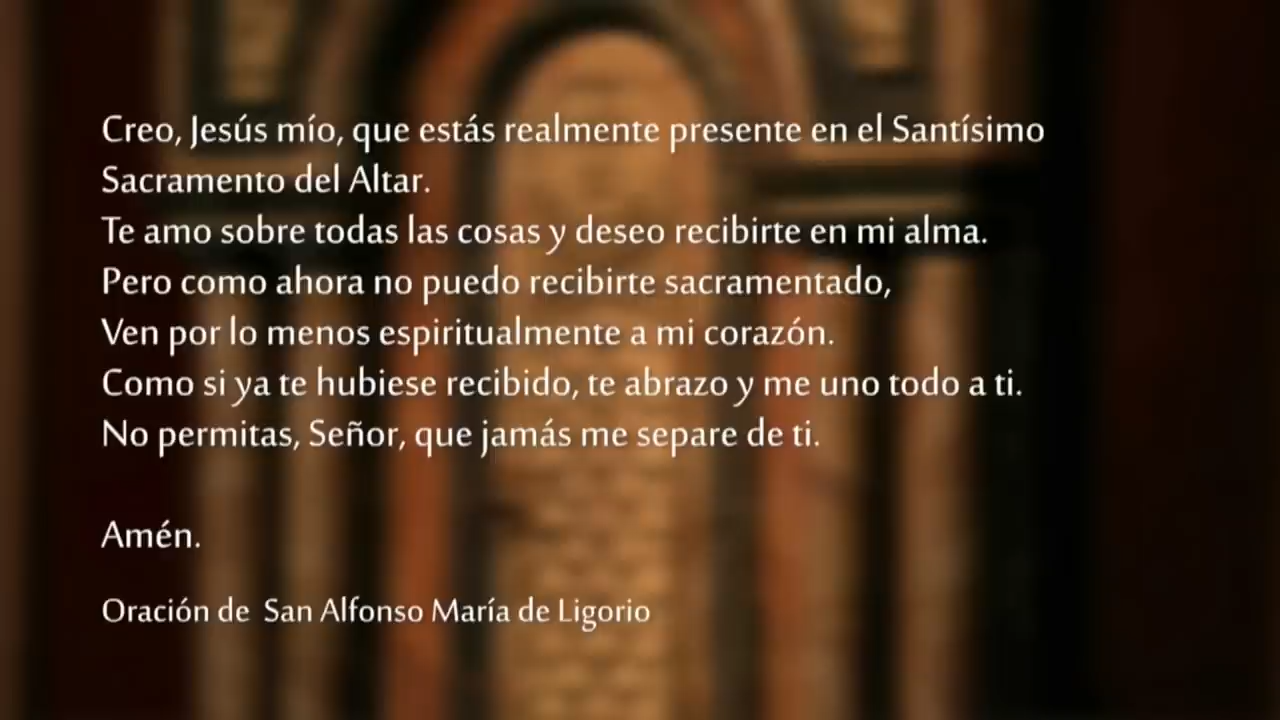 Creo, Jesús mío, que estás realmente presente en el Santísimo
Sacramento del Altar.
Te amo sobre todas las cosas y deseo recibirte en mi alma.
Pero como ahora no puedo recibirte sacramentado,
Ven por lo menos espiritualmente a mi corazón.
Como si ya te hubiese recibido, te abrazo y me uno todo a ti.
No permitas, Señor, que jamás me separe de ti.
Amén.
Oración de San Alfonso María de Ligorio